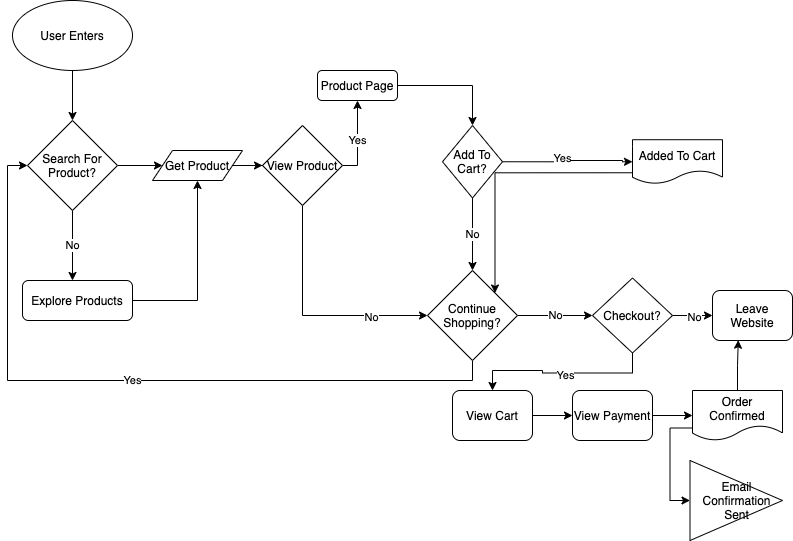 User Enters
Product Page
Search For
Product?
Get Product
View Product
Yes
Add To
Cart?
Yes
Added To Cart
No
No
Explore Products
No
Continue
Shopping?
No
Checkout?
No
Leave
Website
Yes
Yes
View Cart
View Payment
Order
Confirmed
Email
Confirmation
Sent